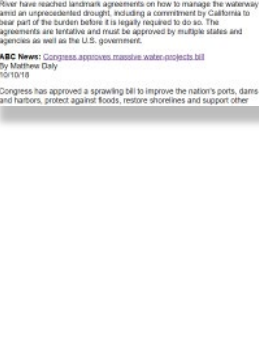 River have reached landmark agreements on how to manage the waterway
amid an unprecedented drought, including a commitment by California to
bear part of the burden before it is legally required to do so. The
agreements are tentative and must be approved by multiple states and
agencies as well as the U.S. government.
ABC News: Congress approves massive water-projects bill
By Matthew Daly
10/10/18
Congress has approved a sprawling bill to improve the nation's ports, dams
and harbors, protect against floods, restore shorelines and support other